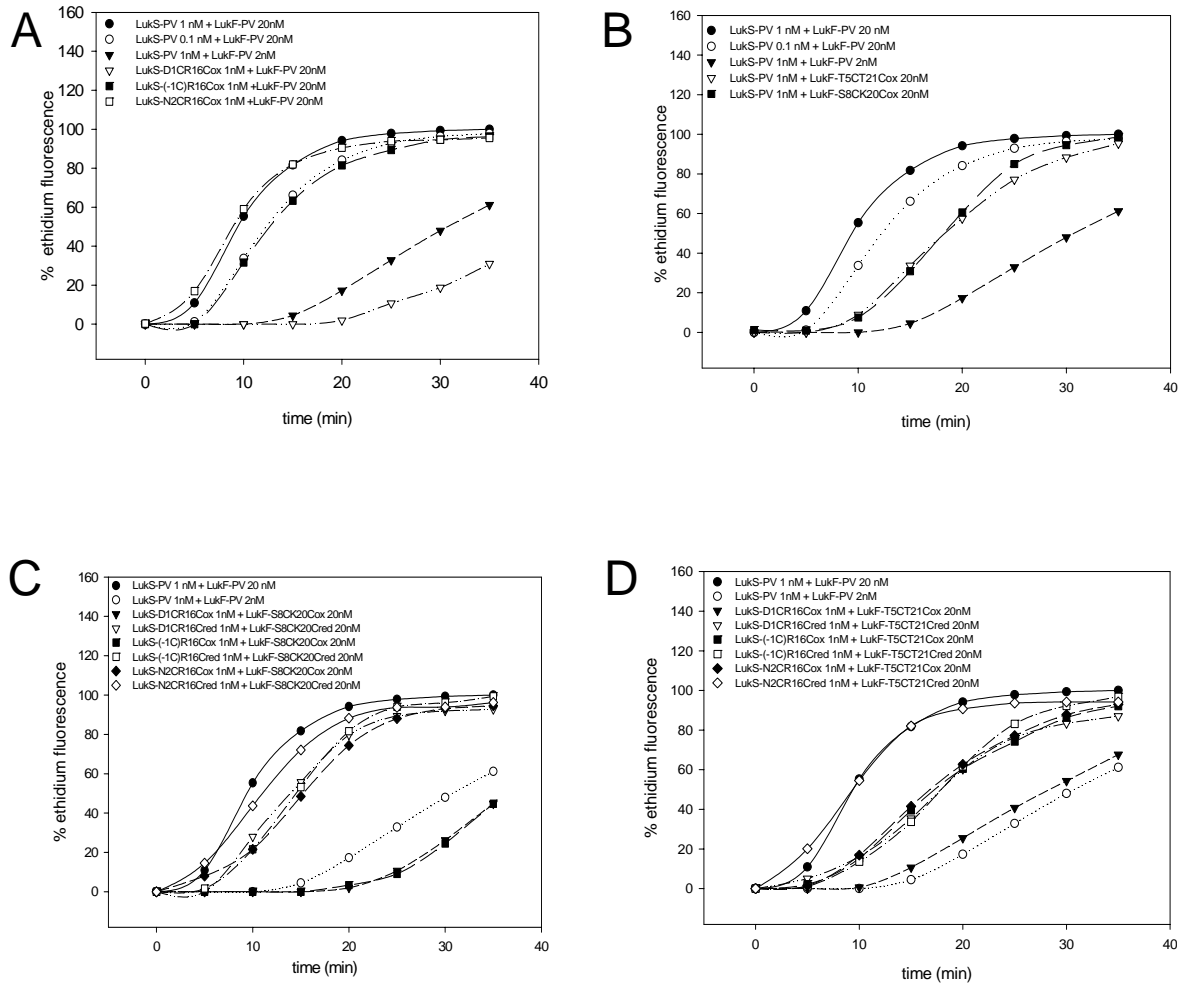 A
LukS-PV 1 nM + LukF-PV 20nM
LukS-PV 0.1 nM + LukF-PV 20nM
LukS-PV 1nM + LukF-PV 2nM
LukS-D1CR16Cox 1nM + LukF-PV 20nM
LukS-(-1C)R16Cox 1nM +LukF-PV 20nM
LukS-N2CR16Cox 1nM +LukF-PV 20nM
160
140
120
100
80
60
40
20
0
% ethidium fluorescence
0 10 20 30 40
time (min)
B
LukS-PV 1 nM + LukF-PV 20 nM
LukS-PV 0.1 nM + LukF-PV 20nM
LukS-PV 1nM + LukF-PV 2nM
LukS-PV 1nM + LukF-T5CT21Cox 20nM
LukS-PV 1nM + LukF-S8CK20Cox 20nM
160
140
120
100
80
60
40
20
0
% ethidium fluorescence
0 10 20 30 40
time (min)
C
LukS-PV 1 nM + LukF-PV 20 nM
LukS-PV 1nM + LukF-PV 2nM
LukS-D1CR16Cox 1nM + LukF-S8CK20Cox 20nM
LukS-D1CR16Cred 1nM + LukF-S8CK20Cred 20nM
LukS-(-1C)R16Cox 1nM + LukF-S8CK20Cox 20nM
LukS-(-1C)R16Cred 1nM + LukF-S8CK20Cred 20nM
LukS-N2CR16Cox 1nM + LukF-S8CK20Cox 20nM
LukS-N2CR16Cred 1nM + LukF-S8CK20Cred 20nM
160
140
120
100
80
60
40
20
0
% ethidium fluorescence
0 10 20 30 40
time (min)
D
LukS-PV 1 nM + LukF-PV 20 nM
LukS-PV 1nM + LukF-PV 2nM
LukS-D1CR16Cox 1nM + LukF-T5CT21Cox 20nM
LukS-D1CR16Cred 1nM + LukF-T5CT21Cred 20nM
LukS-(-1C)R16Cox 1nM + LukF-T5CT21Cox 20nM
LukS-(-1C)R16Cred 1nM + LukF-T5CT21Cred 20nM
LukS-N2CR16Cox 1nM + LukF-T5CT21Cox 20nM
LukS-N2CR16Cred 1nM + LukF-T5CT21Cred 20nM
160
140
120
100
80
60
40
20
0
% ethidium fluorescence
0 10 20 30 40
time (min)